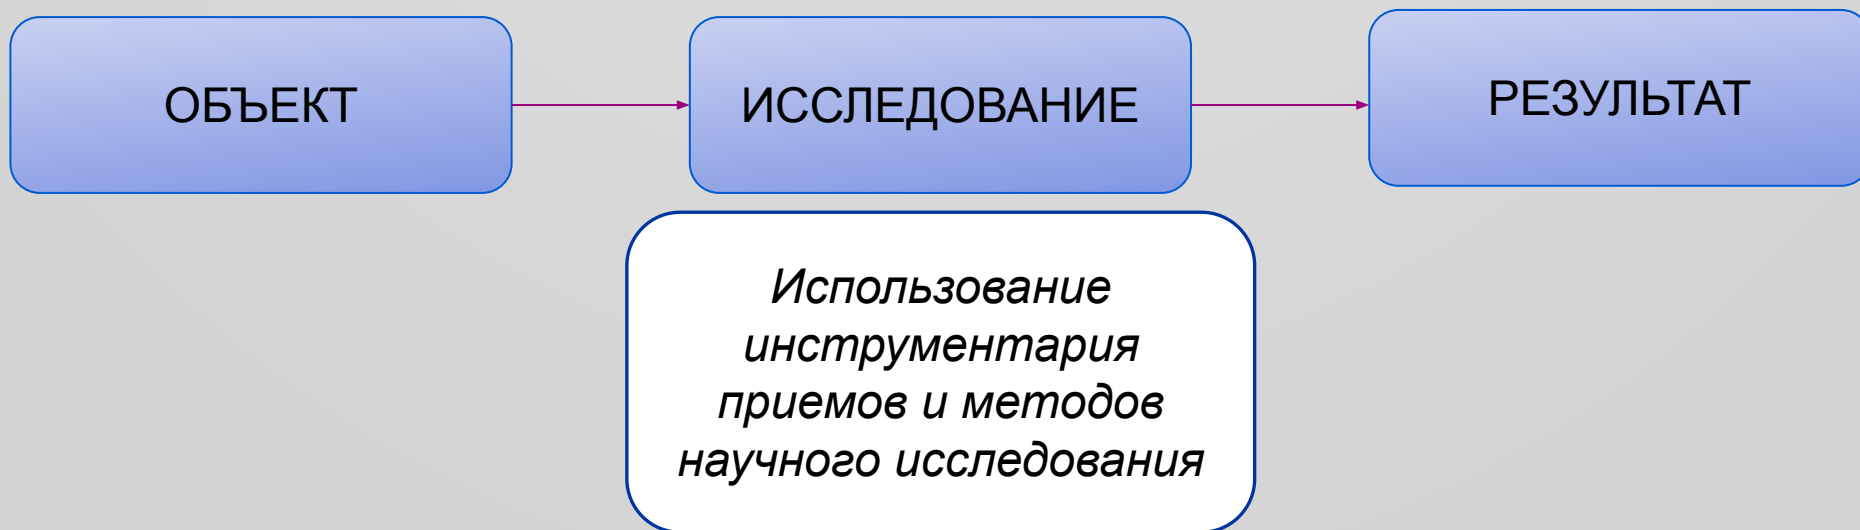 ОБЪЕКТ
ИССЛЕДОВАНИЕ
РЕЗУЛЬТАТ
Использование
инструментария
приемов и методов
научного исследования